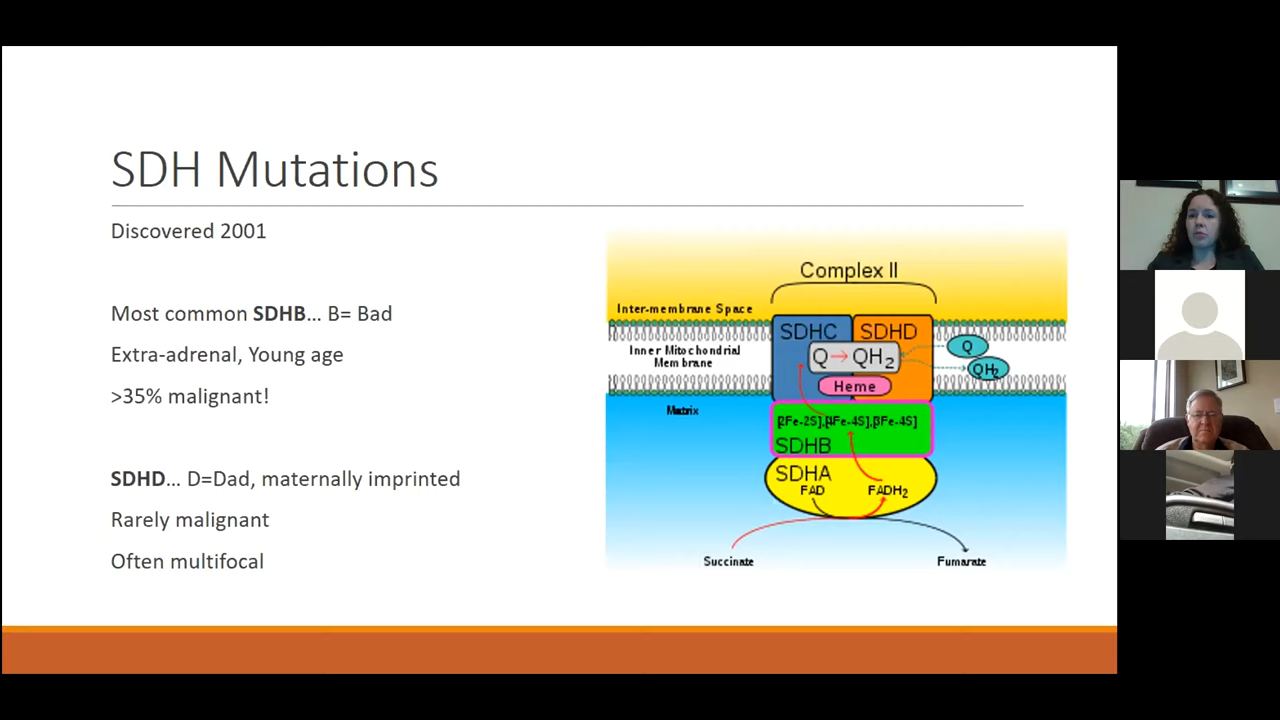 SDH Mutations
Discovered 2001
Most common SDHB... B= Bad
Extra-adrenal, Young age
>35% malignant!
SDHD... D=Dad, maternally imprinted
Rarely malignant
Often multifocal
Complex II
Inter-membrane Space
SDHC
SDHD
Inner Mitochondrial
Membrane
Q → QH2
Q
QH2
Heme
Matrix
[2Fe-2S],[4Fe-4S],[3Fe-4S]
SDHB
SDHA
FAD
FADH2
Succinate
Fumarate